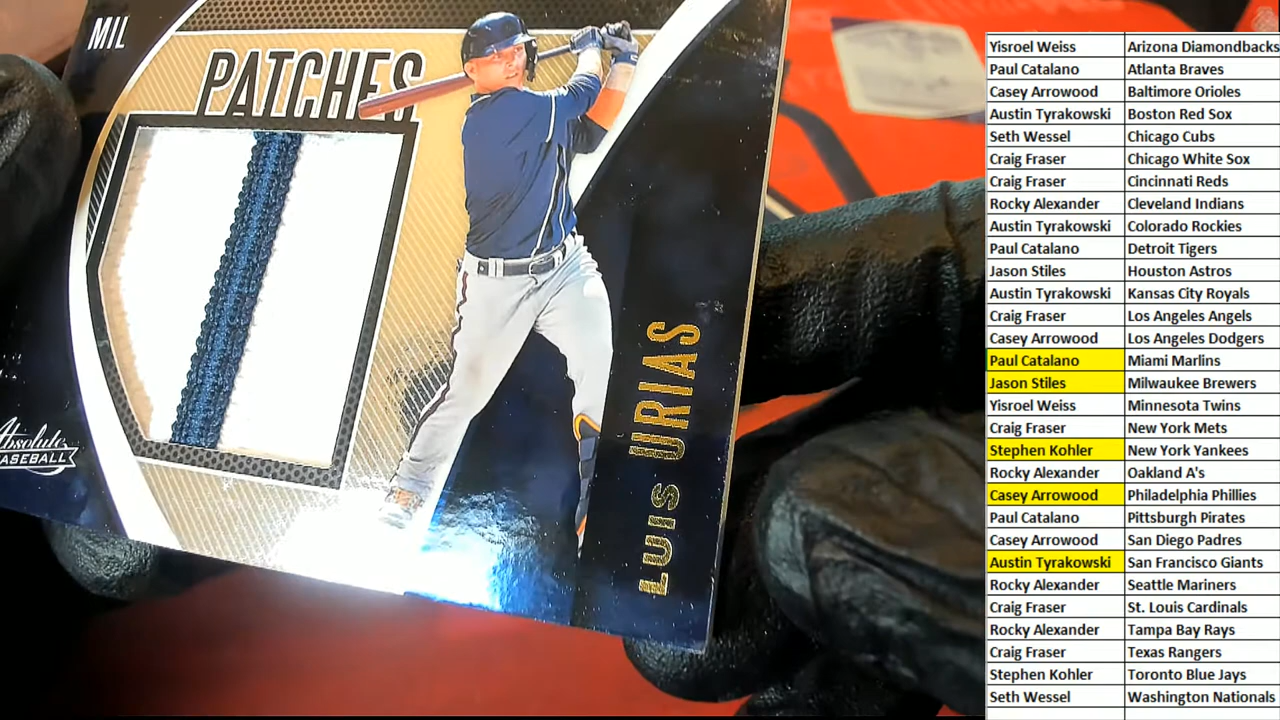 MIL
PATCHES
LUIS URIAS
Absolute
BASEBALL
Yisroel Weiss Arizona Diamondbacks
Paul Catalano Atlanta Braves
Casey Arrowood Baltimore Orioles
Austin Tyrakowski Boston Red Sox
Seth Wessel Chicago Cubs
Craig Fraser Chicago White Sox
Craig Fraser Cincinnati Reds
Rocky Alexander Cleveland Indians
Austin Tyrakowski Colorado Rockies
Paul Catalano Detroit Tigers
Jason Stiles Houston Astros
Austin Tyrakowski Kansas City Royals
Craig Fraser Los Angeles Angels
Casey Arrowood Los Angeles Dodgers
Paul Catalano Miami Marlins
Jason Stiles Milwaukee Brewers
Yisroel Weiss Minnesota Twins
Craig Fraser New York Mets
Stephen Kohler New York Yankees
Rocky Alexander Oakland A's
Casey Arrowood Philadelphia Phillies
Paul Catalano Pittsburgh Pirates
Casey Arrowood San Diego Padres
Austin Tyrakowski San Francisco Giants
Rocky Alexander Seattle Mariners
Craig Fraser St. Louis Cardinals
Rocky Alexander Tampa Bay Rays
Craig Fraser Texas Rangers
Stephen Kohler Toronto Blue Jays
Seth Wessel Washington Nationals